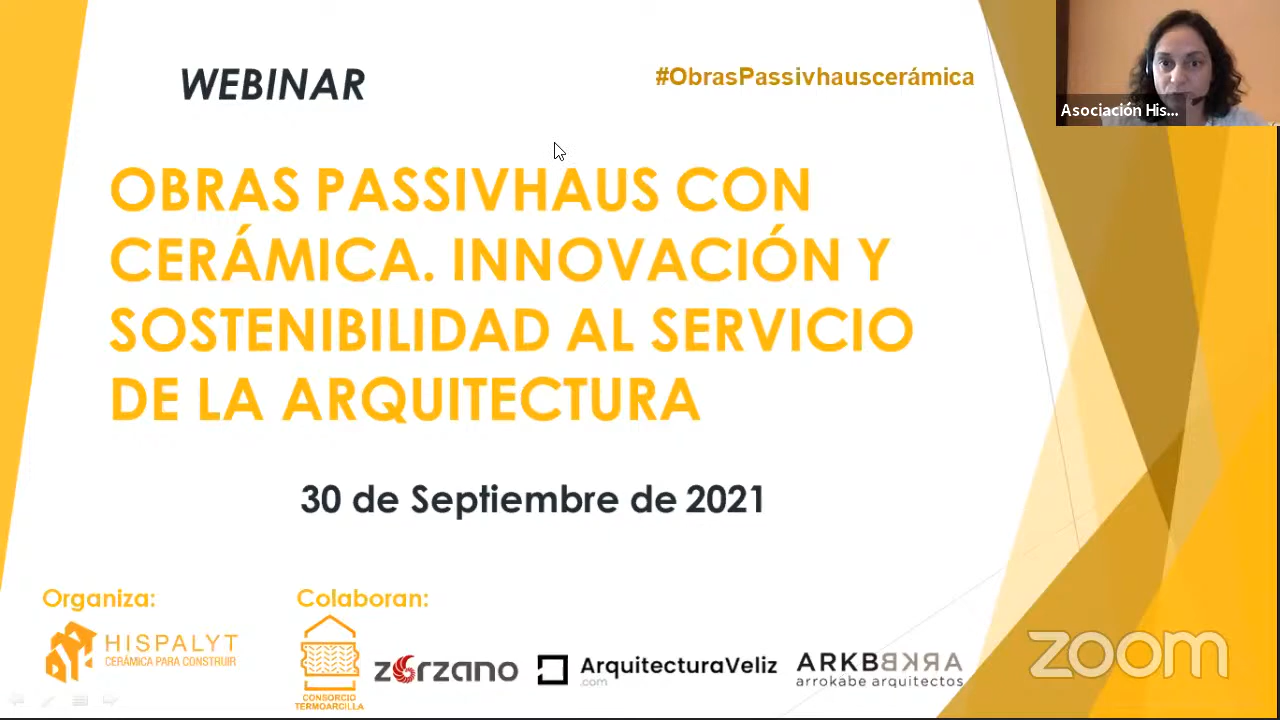 WEBINAR
#ObrasPassivhauscerámica
Asociación His...
OBRAS PASSIVHAUS CON
CERÁMICA. INNOVACIÓN Y
SOSTENIBILIDAD AL SERVICIO
DE LA ARQUITECTURA
30 de Septiembre de 2021
Organiza:
HISPALYT
CERÁMICA PARA CONSTRUIR
Colaboran:
CONSORCIO
TERMOARCILLA
zorzano
ArquitecturaVeliz
.com
ARKBBKRA
arrokabe arquitectos
zoom